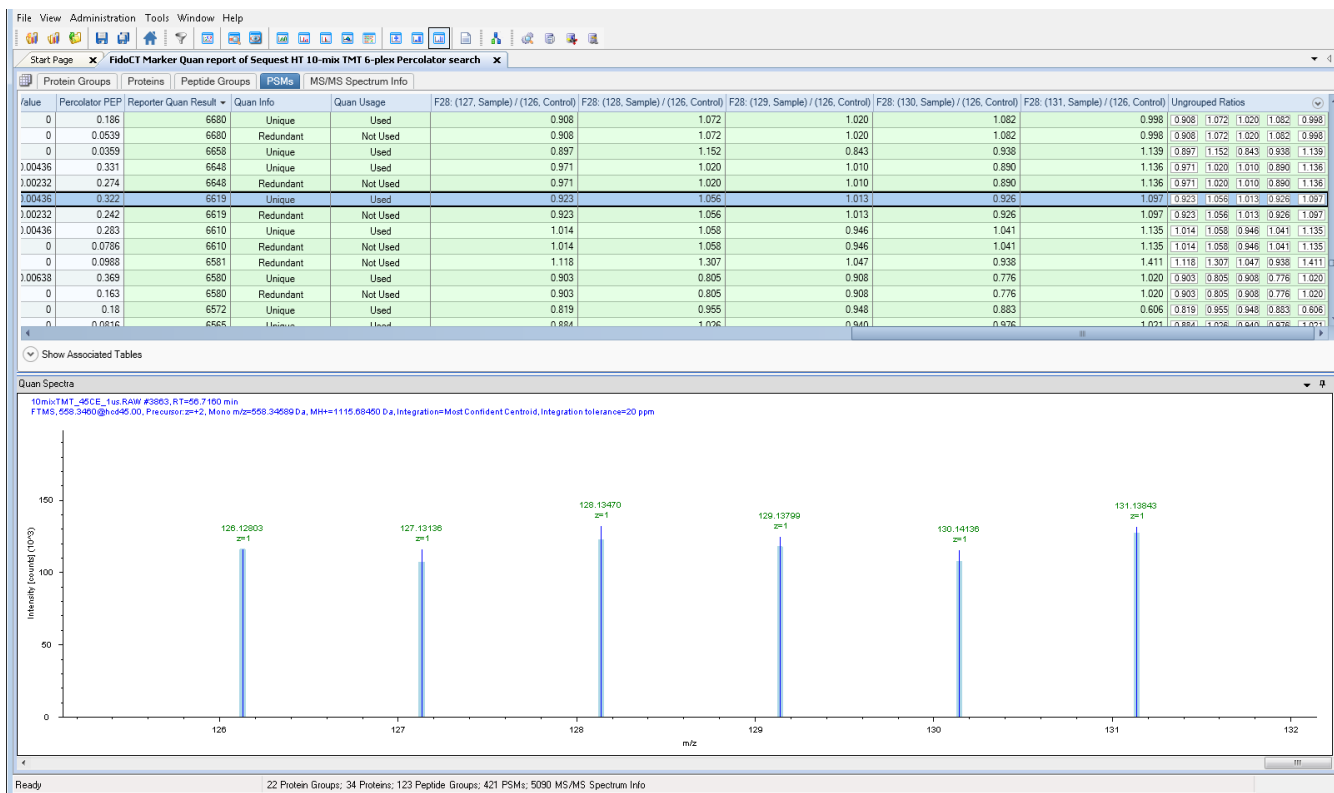 File View Administration Tools Window Help
Start Page x FidoCT Marker Quan report of Sequest HT 10-mix TMT 6-plex Percolator search x
Protein Groups Proteins Peptide Groups PSMs MS/MS Spectrum Info
Value Percolator PEP Reporter Quan Result Quan Info Quan Usage F28: (127, Sample) / (126, Control) F28: (128, Sample) / (126, Control) F28: (129, Sample) / (126, Control) F28: (130, Sample) / (126, Control) F28: (131, Sample) / (126, Control) Ungrouped Ratios
0 0.186 6680 Unique Used 0.908 1.072 1.020 1.082 0.998 0.908 1.072 1.020 1.082 0.998
0 0.0539 6680 Redundant Not Used 0.908 1.072 1.020 1.082 0.998 0.908 1.072 1.020 1.082 0.998
0 0.0359 6658 Unique Used 0.897 1.152 0.843 0.938 1.139 0.897 1.152 0.843 0.938 1.139
0.00436 0.331 6648 Unique Used 0.971 1.020 1.010 0.890 1.136 0.971 1.020 1.010 0.890 1.136
0.00232 0.274 6648 Redundant Not Used 0.971 1.020 1.010 0.890 1.136 0.971 1.020 1.010 0.890 1.136
0.00436 0.322 6619 Unique Used 0.923 1.056 1.013 0.926 1.097 0.923 1.056 1.013 0.926 1.097
0.00232 0.242 6619 Redundant Not Used 0.923 1.056 1.013 0.926 1.097 0.923 1.056 1.013 0.926 1.097
0.00436 0.283 6610 Unique Used 1.014 1.058 0.946 1.041 1.135 1.014 1.058 0.946 1.041 1.135
0 0.0786 6610 Redundant Not Used 1.014 1.058 0.946 1.041 1.135 1.014 1.058 0.946 1.041 1.135
0 0.0988 6581 Redundant Not Used 1.118 1.307 1.047 0.938 1.411 1.118 1.307 1.047 0.938 1.411
0.00638 0.369 6580 Unique Used 0.903 0.805 0.908 0.776 1.020 0.903 0.805 0.908 0.776 1.020
0 0.163 6580 Redundant Not Used 0.903 0.805 0.908 0.776 1.020 0.903 0.805 0.908 0.776 1.020
0 0.18 6572 Unique Used 0.819 0.955 0.948 0.883 0.606 0.819 0.955 0.948 0.883 0.606
0 0.0816 6565 Unique Used 0.884 1.026 0.940 0.976 1.021 0.884 1.026 0.940 0.976 1.021
Show Associated Tables
Quan Spectra
10mixTMT_45CE_1us.RAW #3863, RT=56.7160 min
FTMS, 558.3460@hcd45.00, Precursor: z=+2, Mono m/z=558.34589 Da, MH+=1115.68450 Da, Integration=Most Confident Centroid, Integration tolerance=20 ppm
Intensity [counts] (10^3)
150
100
50
0
126.12803
z=1
127.13136
z=1
128.13470
z=1
129.13799
z=1
130.14136
z=1
131.13843
z=1
126 127 128 129 130 131 132
m/z
Ready 22 Protein Groups; 34 Proteins; 123 Peptide Groups; 421 PSMs; 5090 MS/MS Spectrum Info